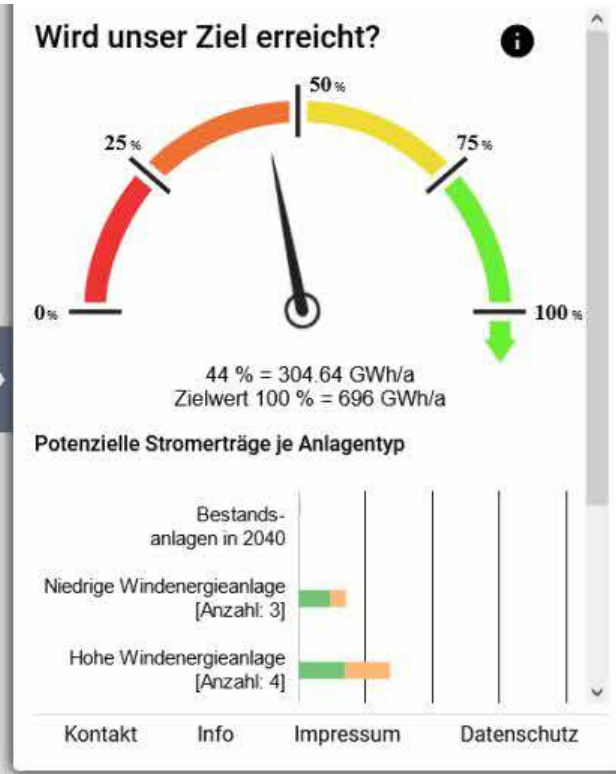 Wird unser Ziel erreicht?
i
50 %
25 %
75 %
0 %
100 %
44 % = 304.64 GWh/a
Zielwert 100 % = 696 GWh/a
Potenzielle Stromerträge je Anlagentyp
Bestands-
anlagen in 2040
Niedrige Windenergieanlage
[Anzahl: 3]
Hohe Windenergieanlage
[Anzahl: 4]
Kontakt Info Impressum Datenschutz